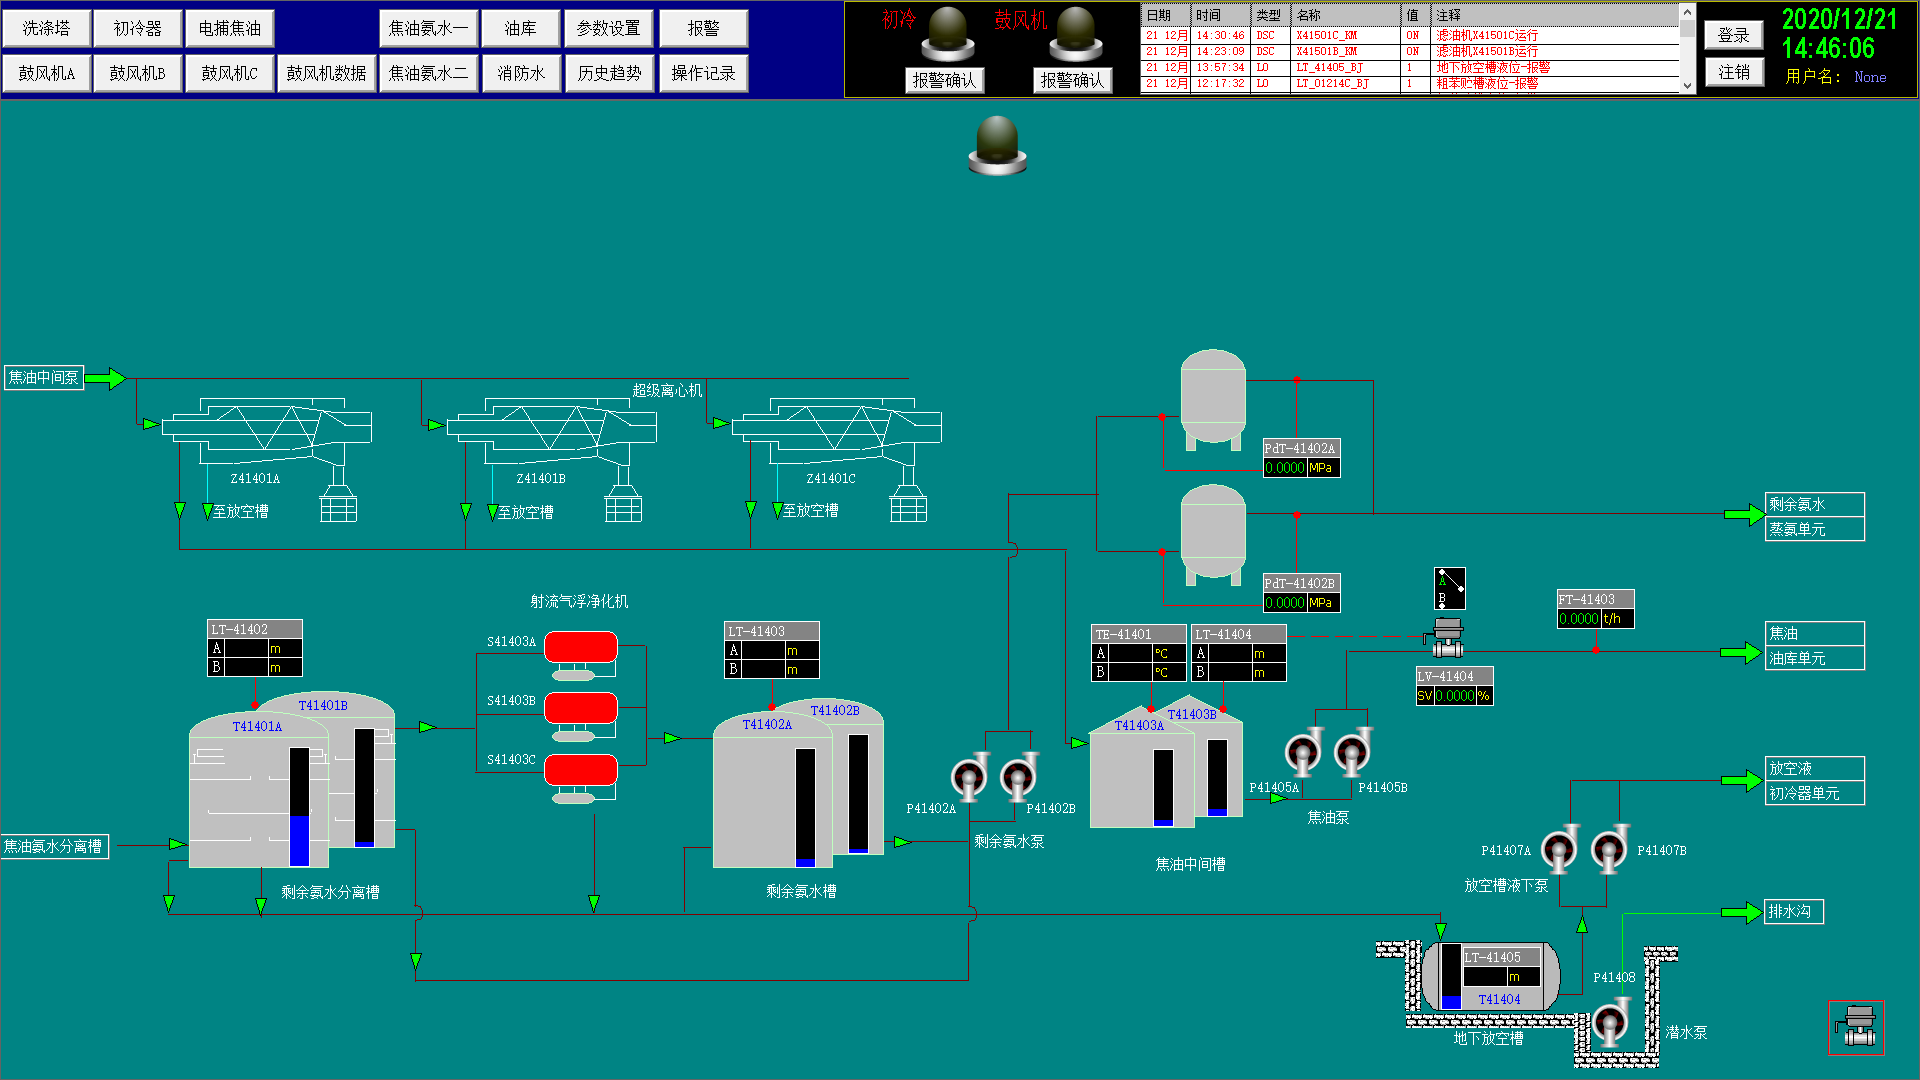 洗涤塔
初冷器
电捕焦油
焦油氨水一
油库
参数设置
报警
鼓风机A
鼓风机B
鼓风机C
鼓风机数据
焦油氨水二
消防水
历史趋势
操作记录
初冷
鼓风机
报警确认
报警确认
日期 时间 类型 名称 值 注释
21 12月 14:30:46 DSC X41501C_KM ON 滤油机X41501C运行
21 12月 14:23:09 DSC X41501B_KM ON 滤油机X41501B运行
21 12月 13:57:34 LO LT_41405_BJ 1 地下放空槽液位-报警
21 12月 12:17:32 LO LT_01214C_BJ 1 粗苯贮槽液位-报警
登录
注销
2020/12/21
14:46:06
用户名： None
焦油中间泵
超级离心机
Z41401A
Z41401B
Z41401C
至放空槽
至放空槽
至放空槽
PdT-41402A
0.0000 MPa
PdT-41402B
0.0000 MPa
剩余氨水
蒸氨单元
射流气浮净化机
S41403A
S41403B
S41403C
LT-41402
A m
B m
T41401A
T41401B
LT-41403
A m
B m
T41402A
T41402B
TE-41401
A ℃
B ℃
LT-41404
A m
B m
T41403A
T41403B
A
B
LV-41404
SV 0.0000 %
FT-41403
0.0000 t/h
焦油
油库单元
P41402A
P41402B
剩余氨水泵
P41405A
P41405B
焦油泵
放空液
初冷器单元
焦油氨水分离槽
剩余氨水分离槽
剩余氨水槽
焦油中间槽
P41407A
P41407B
放空槽液下泵
排水沟
LT-41405
m
T41404
地下放空槽
P41408
潜水泵